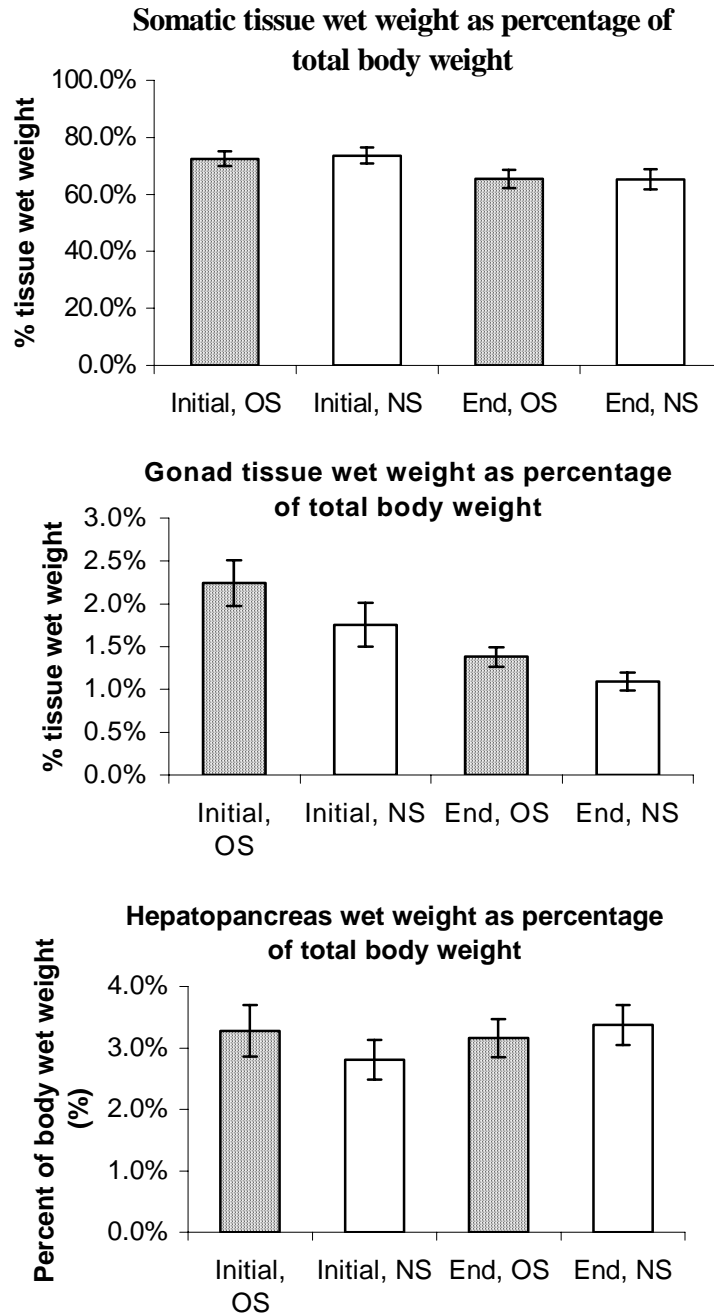 Somatic tissue wet weight as percentage of
total body weight
% tissue wet weight
100.0%
80.0%
60.0%
40.0%
20.0%
0.0%
Initial, OS
Initial, NS
End, OS
End, NS
Gonad tissue wet weight as percentage
of total body weight
% tissue wet weight
3.0%
2.5%
2.0%
1.5%
1.0%
0.5%
0.0%
Initial,
OS
Initial, NS
End, OS
End, NS
Hepatopancreas wet weight as percentage
of total body weight
Percent of body wet weight
(%)
4.0%
3.0%
2.0%
1.0%
0.0%
Initial,
OS
Initial, NS
End, OS
End, NS